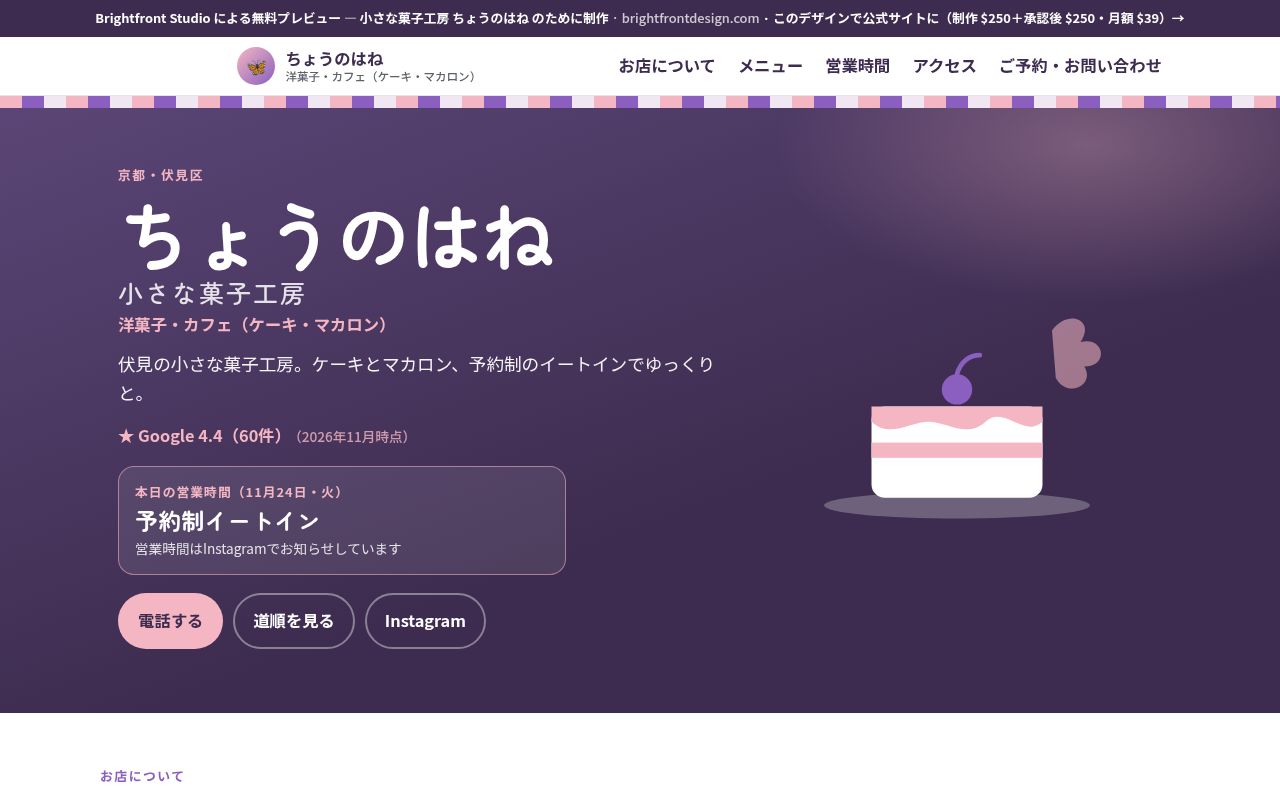 Brightfront Studio による無料プレビュー — 小さな菓子工房 ちょうのはね のために制作 · brightfrontdesign.com · このデザインで公式サイトに（制作 $250＋承認後 $250・月額 $39）→
ちょうのはね
洋菓子・カフェ（ケーキ・マカロン）
お店について メニュー 営業時間 アクセス ご予約・お問い合わせ
京都・伏見区
ちょうのはね
小さな菓子工房
洋菓子・カフェ（ケーキ・マカロン）
伏見の小さな菓子工房。ケーキとマカロン、予約制のイートインでゆっくり
と。
★ Google 4.4（60件）（2026年11月時点）
本日の営業時間（11月24日・火）
予約制イートイン
営業時間はInstagramでお知らせしています
電話する 道順を見る Instagram
お店について